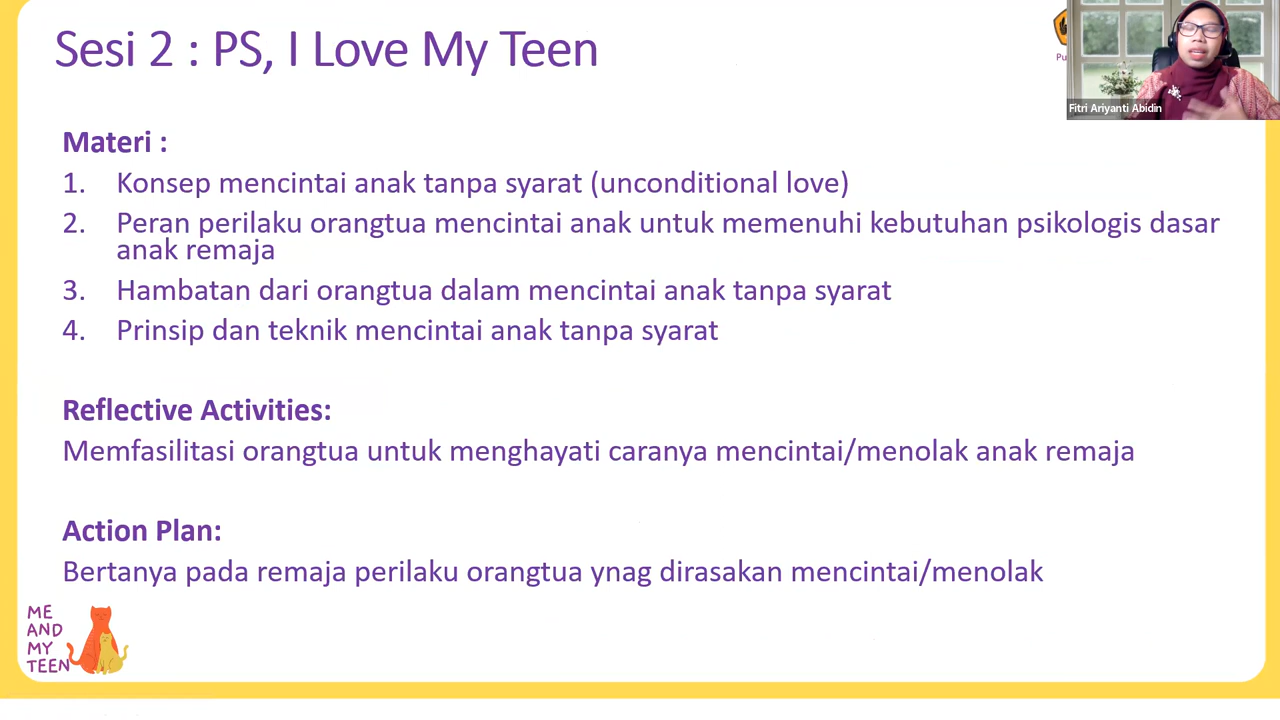 Sesi 2 : PS, I Love My Teen
Fitri Ariyanti Abidin
Materi :
1. Konsep mencintai anak tanpa syarat (unconditional love)
2. Peran perilaku orangtua mencintai anak untuk memenuhi kebutuhan psikologis dasar
anak remaja
3. Hambatan dari orangtua dalam mencintai anak tanpa syarat
4. Prinsip dan teknik mencintai anak tanpa syarat
Reflective Activities:
Memfasilitasi orangtua untuk menghayati caranya mencintai/menolak anak remaja
Action Plan:
Bertanya pada remaja perilaku orangtua ynag dirasakan mencintai/menolak
ME
AND
MY
TEEN